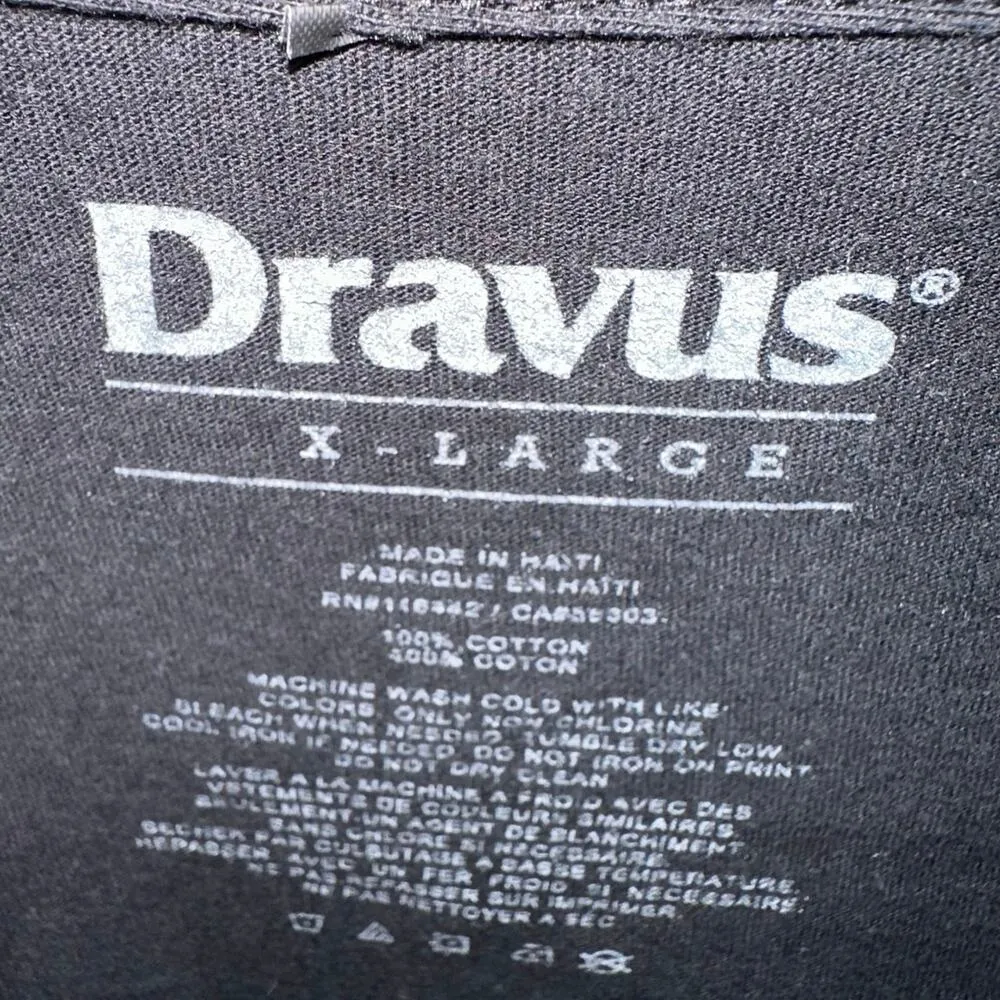 Dravus®
X-LARGE
MADE IN HAITI
FABRIQUE EN HAITI
100% COTTON
100% COTON
MACHINE WASH COLD WITH LIKE
COLORS. ONLY NON CHLORINE
BLEACH WHEN NEEDED. TUMBLE DRY LOW.
COOL IRON IF NEEDED. DO NOT IRON ON PRINT.
DO NOT DRY CLEAN
LAVER A LA MACHINE A FROID AVEC DES
VETEMENTS DE COULEURS SIMILAIRES.
SEULEMENT UN AGENT DE BLANCHIMENT
SANS CHLORE SI NECESSAIRE.
SECHER PAR CULBUTAGE A BASSE TEMPERATURE.
REPASSER AVEC UN FER FROID SI NECESSAIRE.
NE PAS REPASSER SUR IMPRIMER.
NE PAS NETTOYER A SEC